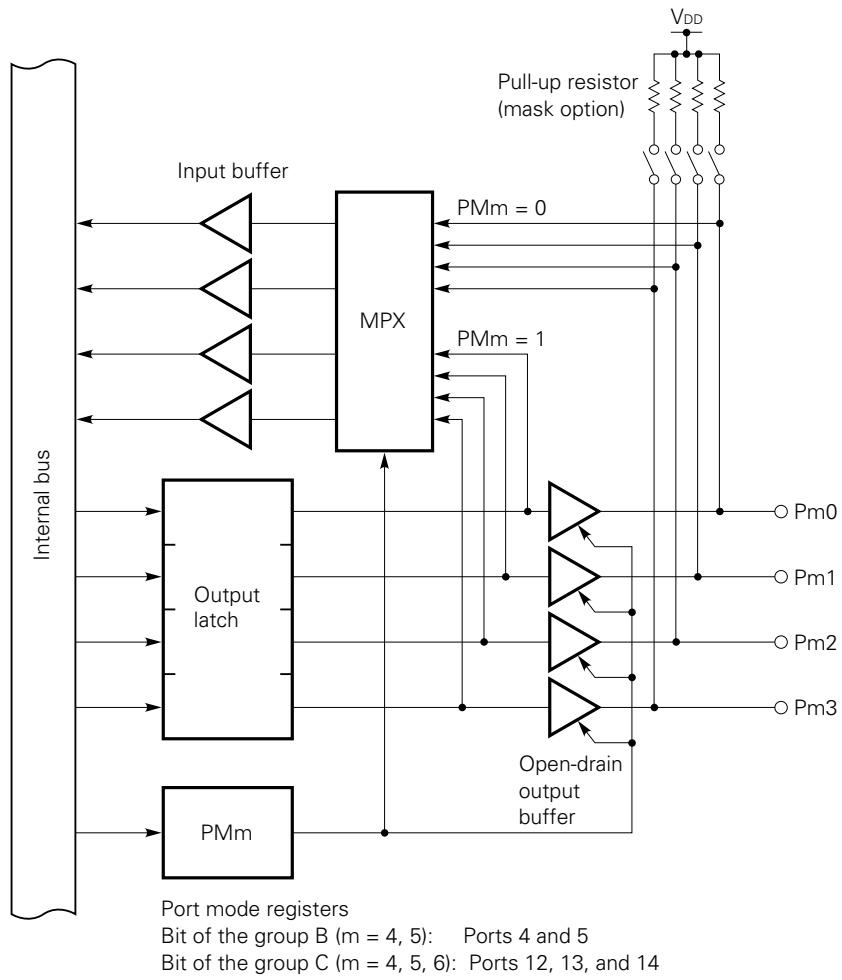 VDD
Pull-up resistor
(mask option)
Input buffer
PMm = 0
MPX
PMm = 1
Internal bus
Pm0
Output
latch
Pm1
Pm2
Pm3
Open-drain
output
buffer
PMm
Port mode registers
Bit of the group B (m = 4, 5): Ports 4 and 5
Bit of the group C (m = 4, 5, 6): Ports 12, 13, and 14